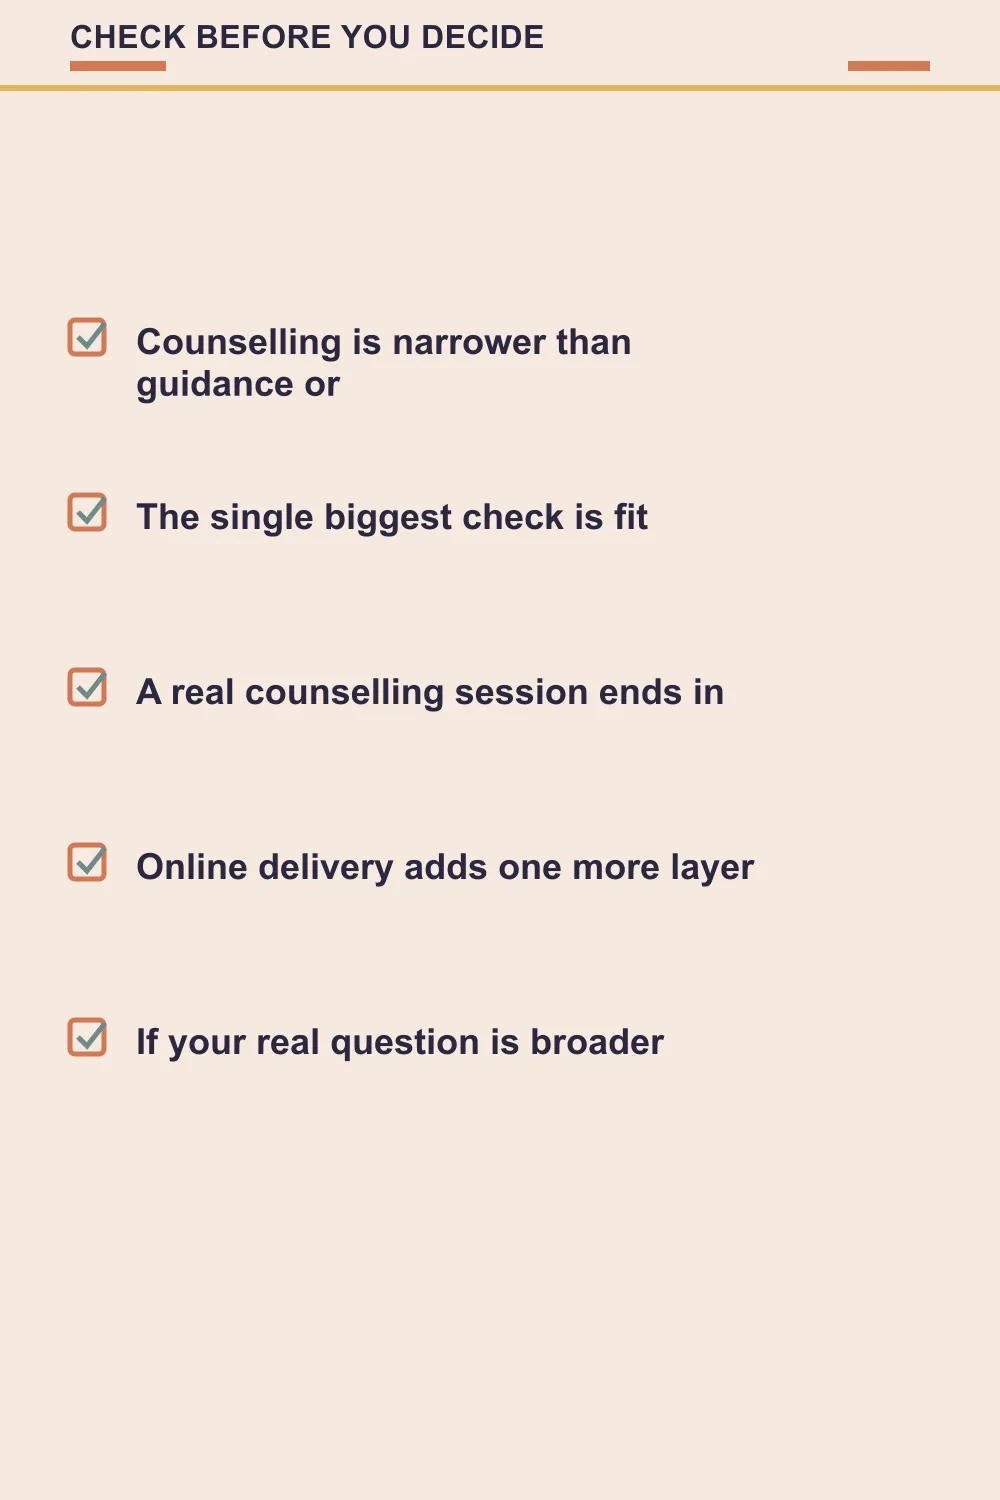 CHECK BEFORE YOU DECIDE
Counselling is narrower than
guidance or
The single biggest check is fit
A real counselling session ends in
Online delivery adds one more layer
If your real question is broader